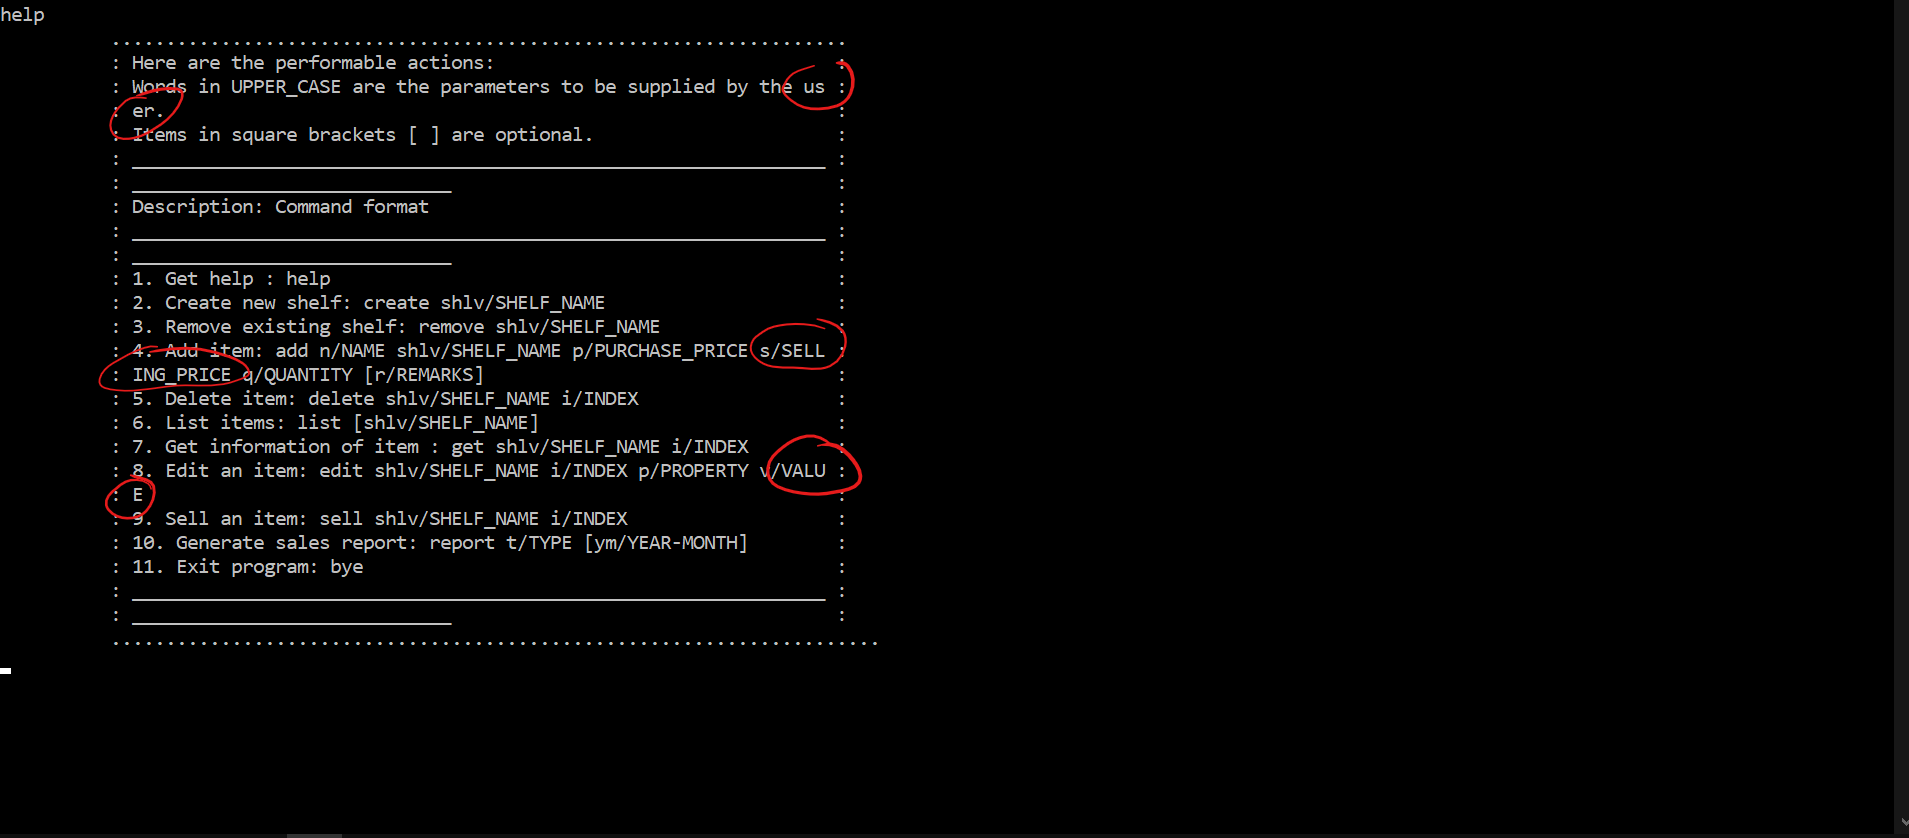 help
...................................................................
: Here are the performable actions: :
: Words in UPPER_CASE are the parameters to be supplied by the us :
: er. :
: Items in square brackets [ ] are optional. :
: _______________________________________________________________ :
: _____________________________ :
: Description: Command format :
: _______________________________________________________________ :
: _____________________________ :
: 1. Get help : help :
: 2. Create new shelf: create shlv/SHELF_NAME :
: 3. Remove existing shelf: remove shlv/SHELF_NAME :
: 4. Add item: add n/NAME shlv/SHELF_NAME p/PURCHASE_PRICE s/SELL :
: ING_PRICE q/QUANTITY [r/REMARKS] :
: 5. Delete item: delete shlv/SHELF_NAME i/INDEX :
: 6. List items: list [shlv/SHELF_NAME] :
: 7. Get information of item : get shlv/SHELF_NAME i/INDEX :
: 8. Edit an item: edit shlv/SHELF_NAME i/INDEX p/PROPERTY v/VALU :
: E :
: 9. Sell an item: sell shlv/SHELF_NAME i/INDEX :
: 10. Generate sales report: report t/TYPE [ym/YEAR-MONTH] :
: 11. Exit program: bye :
: _______________________________________________________________ :
: _____________________________ :
......................................................................